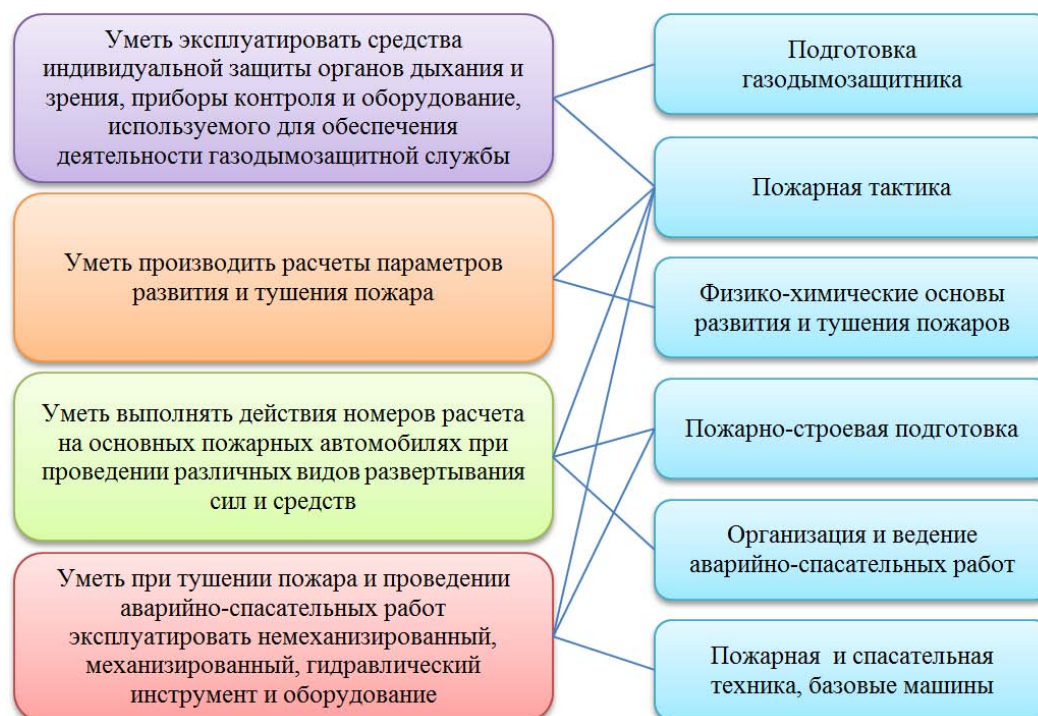 Уметь эксплуатировать средства
индивидуальной защиты органов дыхания и
зрения, приборы контроля и оборудование,
используемого для обеспечения
деятельности газодымозащитной службы
Уметь производить расчеты параметров
развития и тушения пожара
Уметь выполнять действия номеров расчета
на основных пожарных автомобилях при
проведении различных видов развертывания
сил и средств
Уметь при тушении пожара и проведении
аварийно-спасательных работ
эксплуатировать немеханизированный,
механизированный, гидравлический
инструмент и оборудование
Подготовка
газодымозащитника
Пожарная тактика
Физико-химические основы
развития и тушения пожаров
Пожарно-строевая подготовка
Организация и ведение
аварийно-спасательных работ
Пожарная и спасательная
техника, базовые машины